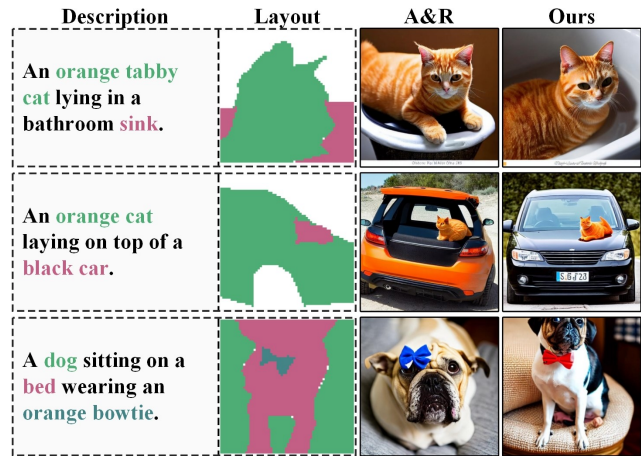 Description Layout A&R Ours
An orange tabby
cat lying in a
bathroom sink.
An orange cat
laying on top of a
black car.
A dog sitting on a
bed wearing an
orange bowtie.